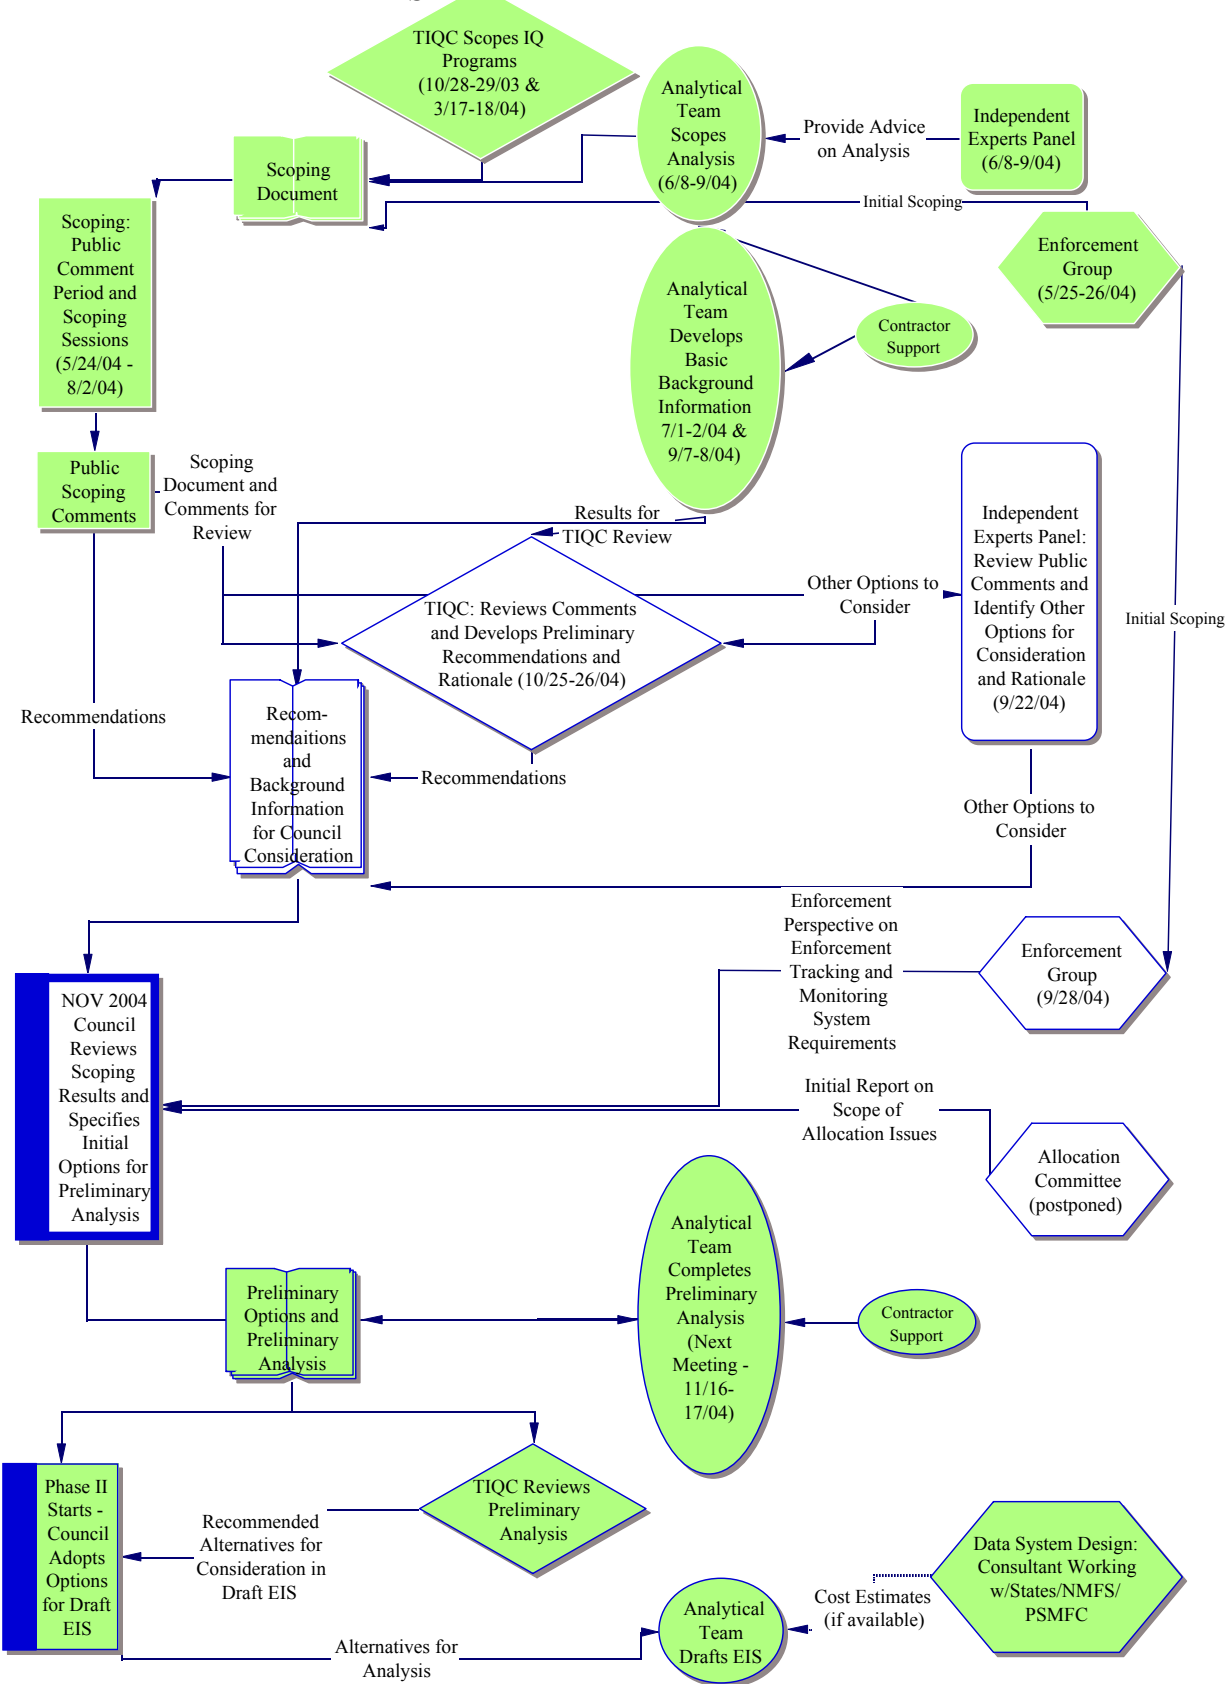 TIQC Scopes IQ
Programs
(10/28-29/03 &
3/17-18/04)
Analytical
Team
Scopes
Analysis
(6/8-9/04)
Provide Advice
on Analysis
Independent
Experts Panel
(6/8-9/04)
Scoping
Document
Initial Scoping
Scoping:
Public
Comment
Period and
Scoping
Sessions
(5/24/04 -
8/2/04)
Enforcement
Group
(5/25-26/04)
Analytical
Team
Develops
Basic
Background
Information
7/1-2/04 &
9/7-8/04)
Contractor
Support
Public
Scoping
Comments
Scoping
Document and
Comments for
Review
Results for
TIQC Review
Independent
Experts Panel:
Review Public
Comments and
Identify Other
Options for
Consideration
and Rationale
(9/22/04)
Other Options to
Consider
TIQC: Reviews Comments
and Develops Preliminary
Recommendations and
Rationale (10/25-26/04)
Initial Scoping
Recommendations
Recom-
mendaitions
and
Background
Information
for Council
Consideration
Recommendations
Other Options to
Consider
Enforcement
Perspective on
Enforcement
Tracking and
Monitoring
System
Requirements
Enforcement
Group
(9/28/04)
NOV 2004
Council
Reviews
Scoping
Results and
Specifies
Initial
Options for
Preliminary
Analysis
Initial Report on
Scope of
Allocation Issues
Allocation
Committee
(postponed)
Analytical
Team
Completes
Preliminary
Analysis
(Next
Meeting -
11/16-
17/04)
Preliminary
Options and
Preliminary
Analysis
Contractor
Support
Phase II
Starts -
Council
Adopts
Options
for Draft
EIS
TIQC Reviews
Preliminary
Analysis
Recommended
Alternatives for
Consideration in
Draft EIS
Data System Design:
Consultant Working
w/States/NMFS/
PSMFC
Cost Estimates
(if available)
Analytical
Team
Drafts EIS
Alternatives for
Analysis